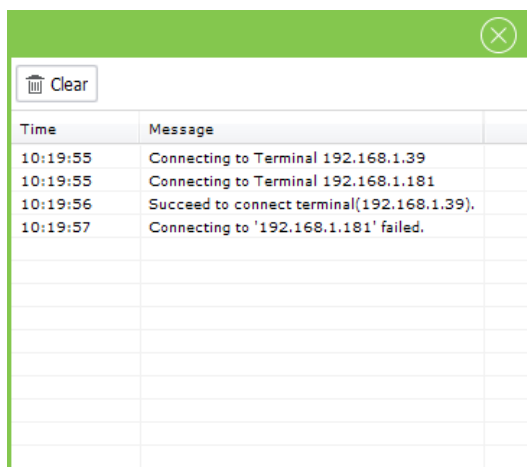 Clear
Time Message
10:19:55 Connecting to Terminal 192.168.1.39
10:19:55 Connecting to Terminal 192.168.1.181
10:19:56 Succeed to connect terminal(192.168.1.39).
10:19:57 Connecting to '192.168.1.181' failed.